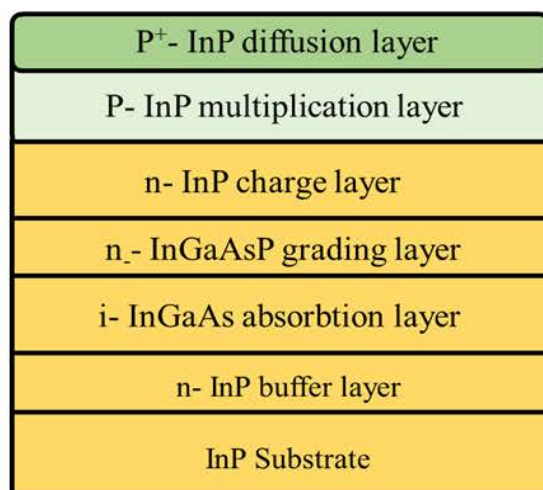 P⁺- InP diffusion layer
P- InP multiplication layer
n- InP charge layer
n.- InGaAsP grading layer
i- InGaAs absorbtion layer
n- InP buffer layer
InP Substrate